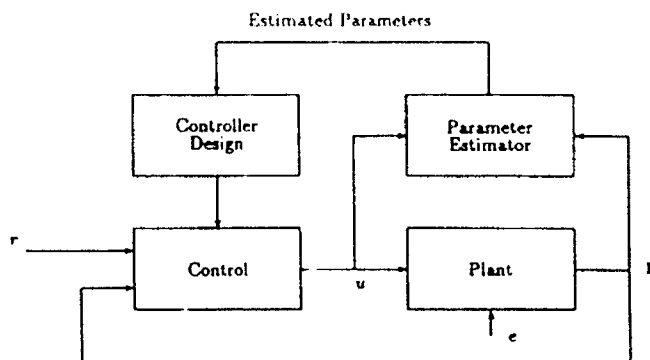 Estimated Parameters
Controller
Design
Parameter
Estimator
r
Control
u
Plant
e